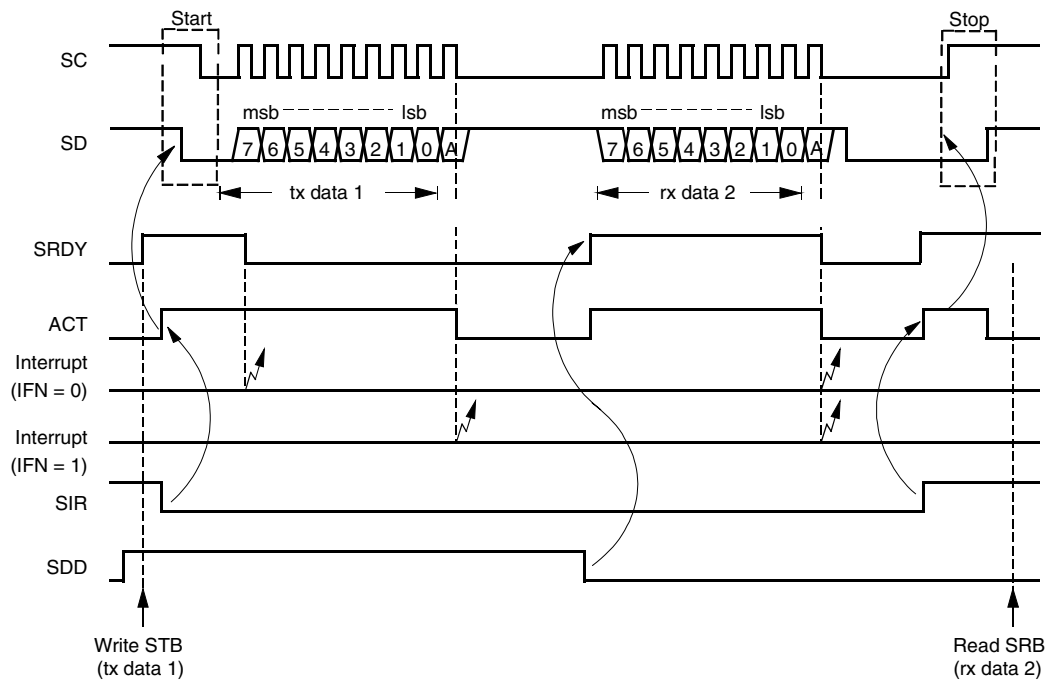 Start
Stop
SC
msb lsb msb lsb
SD
7 6 5 4 3 2 1 0 A 7 6 5 4 3 2 1 0 A
tx data 1 rx data 2
SRDY
ACT
Interrupt
(IFN = 0)
Interrupt
(IFN = 1)
SIR
SDD
Write STB
(tx data 1)
Read SRB
(rx data 2)